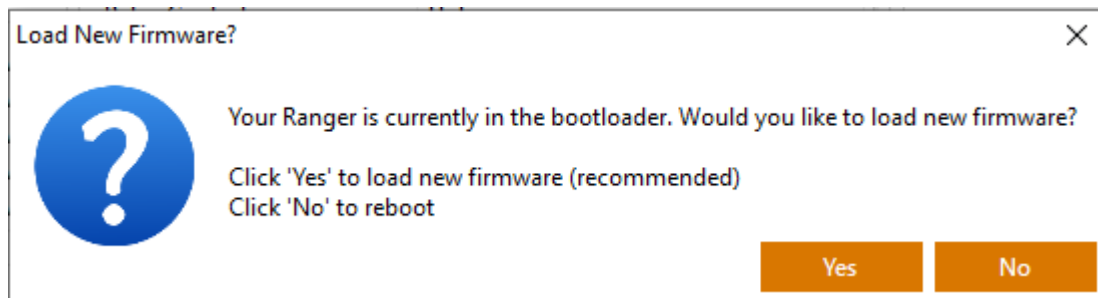 Load New Firmware?
Your Ranger is currently in the bootloader. Would you like to load new firmware?
Click 'Yes' to load new firmware (recommended)
Click 'No' to reboot
Yes
No